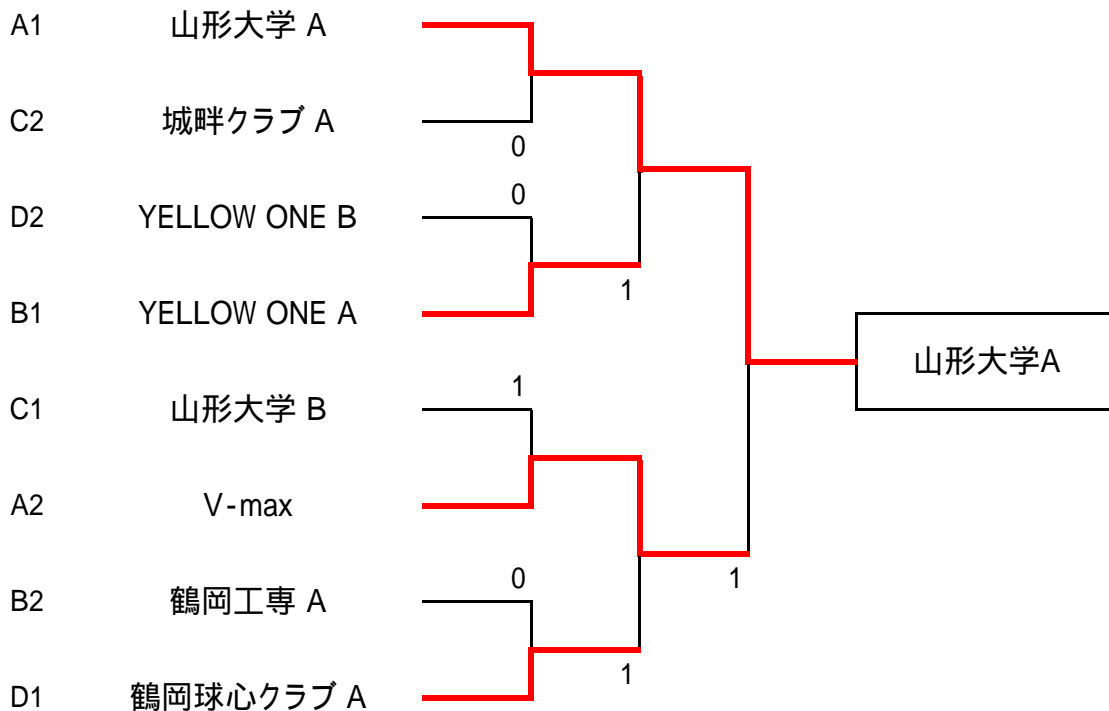 A1 山形大学 A
C2 城畔クラブ A
0
0
D2 YELLOW ONE B
1
B1 YELLOW ONE A
山形大学A
1
C1 山形大学 B
A2 V-max
0
1
B2 鶴岡工専 A
1
D1 鶴岡球心クラブ A